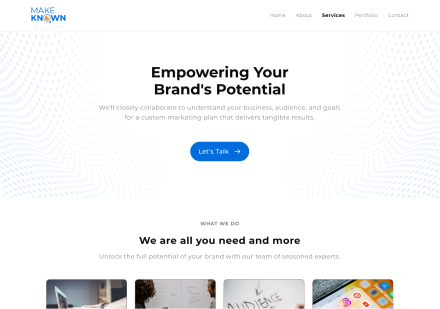 MAKE
KNOWN
Home About Services Portfolio Contact
Empowering Your
Brand's Potential
We'll closely collaborate to understand your business, audience, and goals
for a custom marketing plan that delivers tangible results.
Let's Talk →
WHAT WE DO
We are all you need and more
Unlock the full potential of your brand with our team of seasoned experts.
AUDIENCE